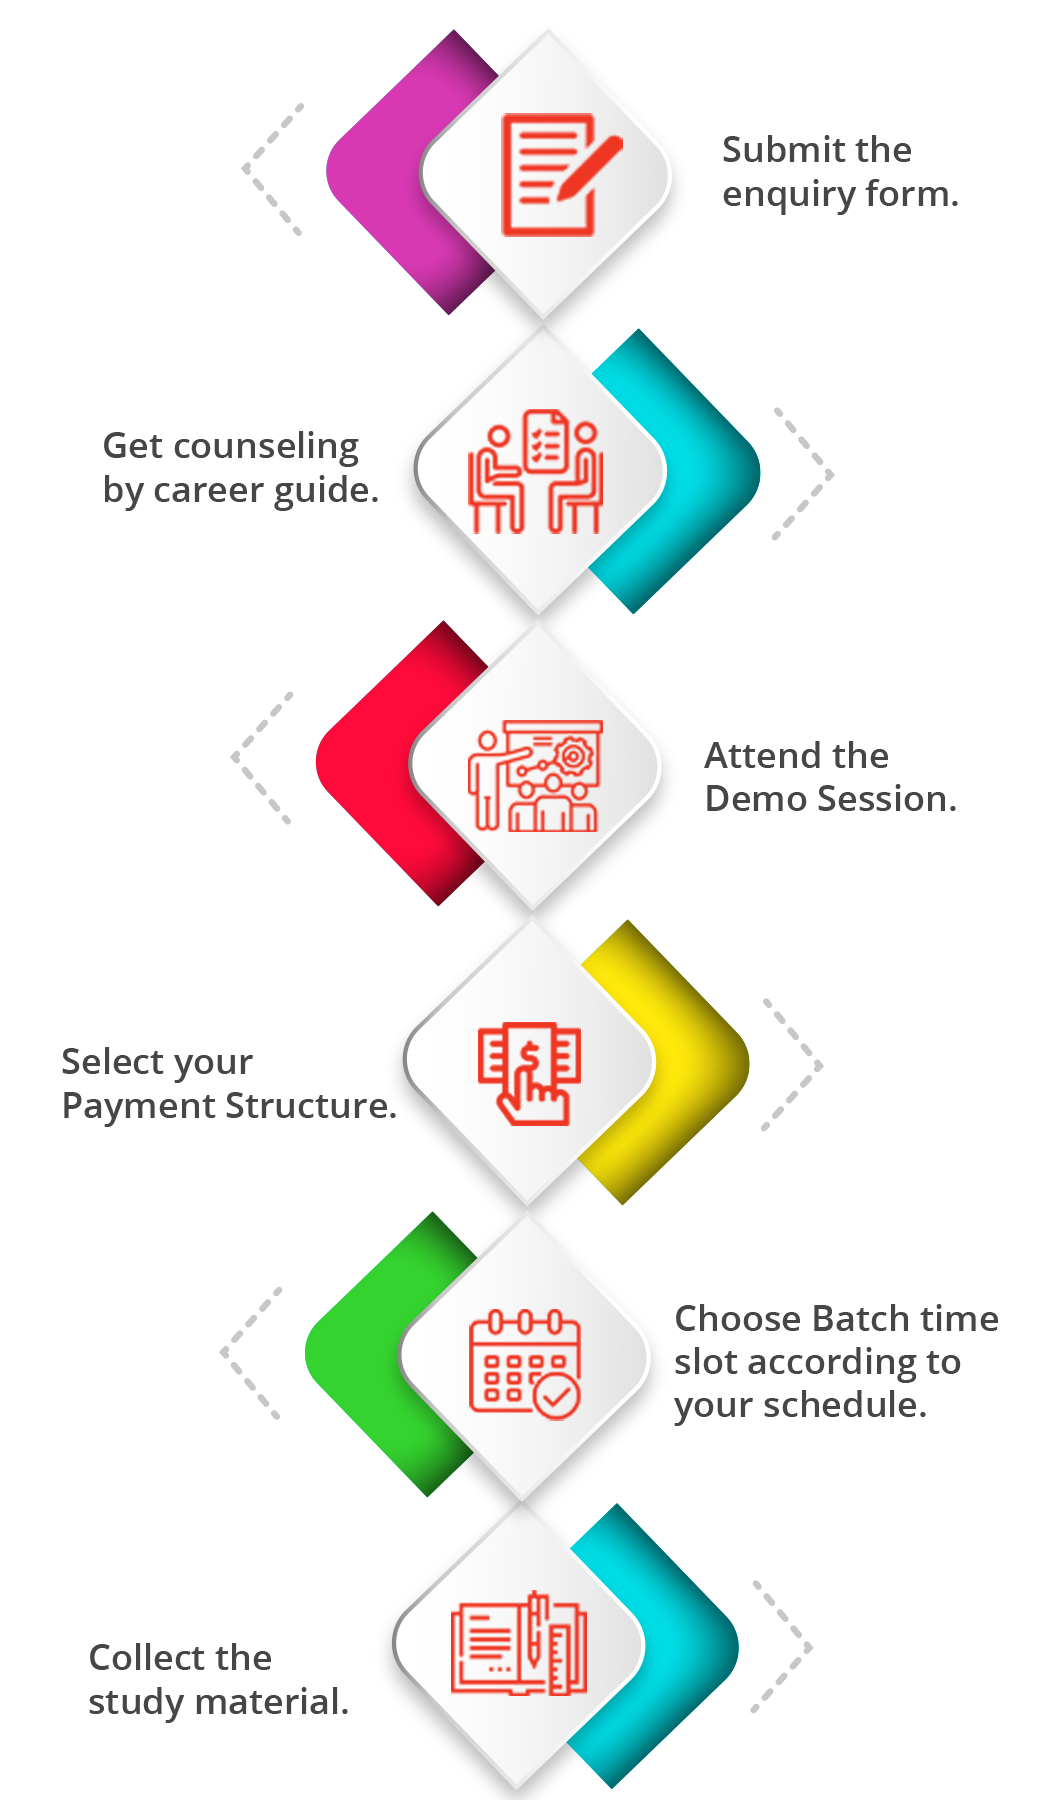 Submit the
enquiry form.
Get counseling
by career guide.
Attend the
Demo Session.
$
Select your
Payment Structure.
Choose Batch time
slot according to
your schedule.
Collect the
study material.